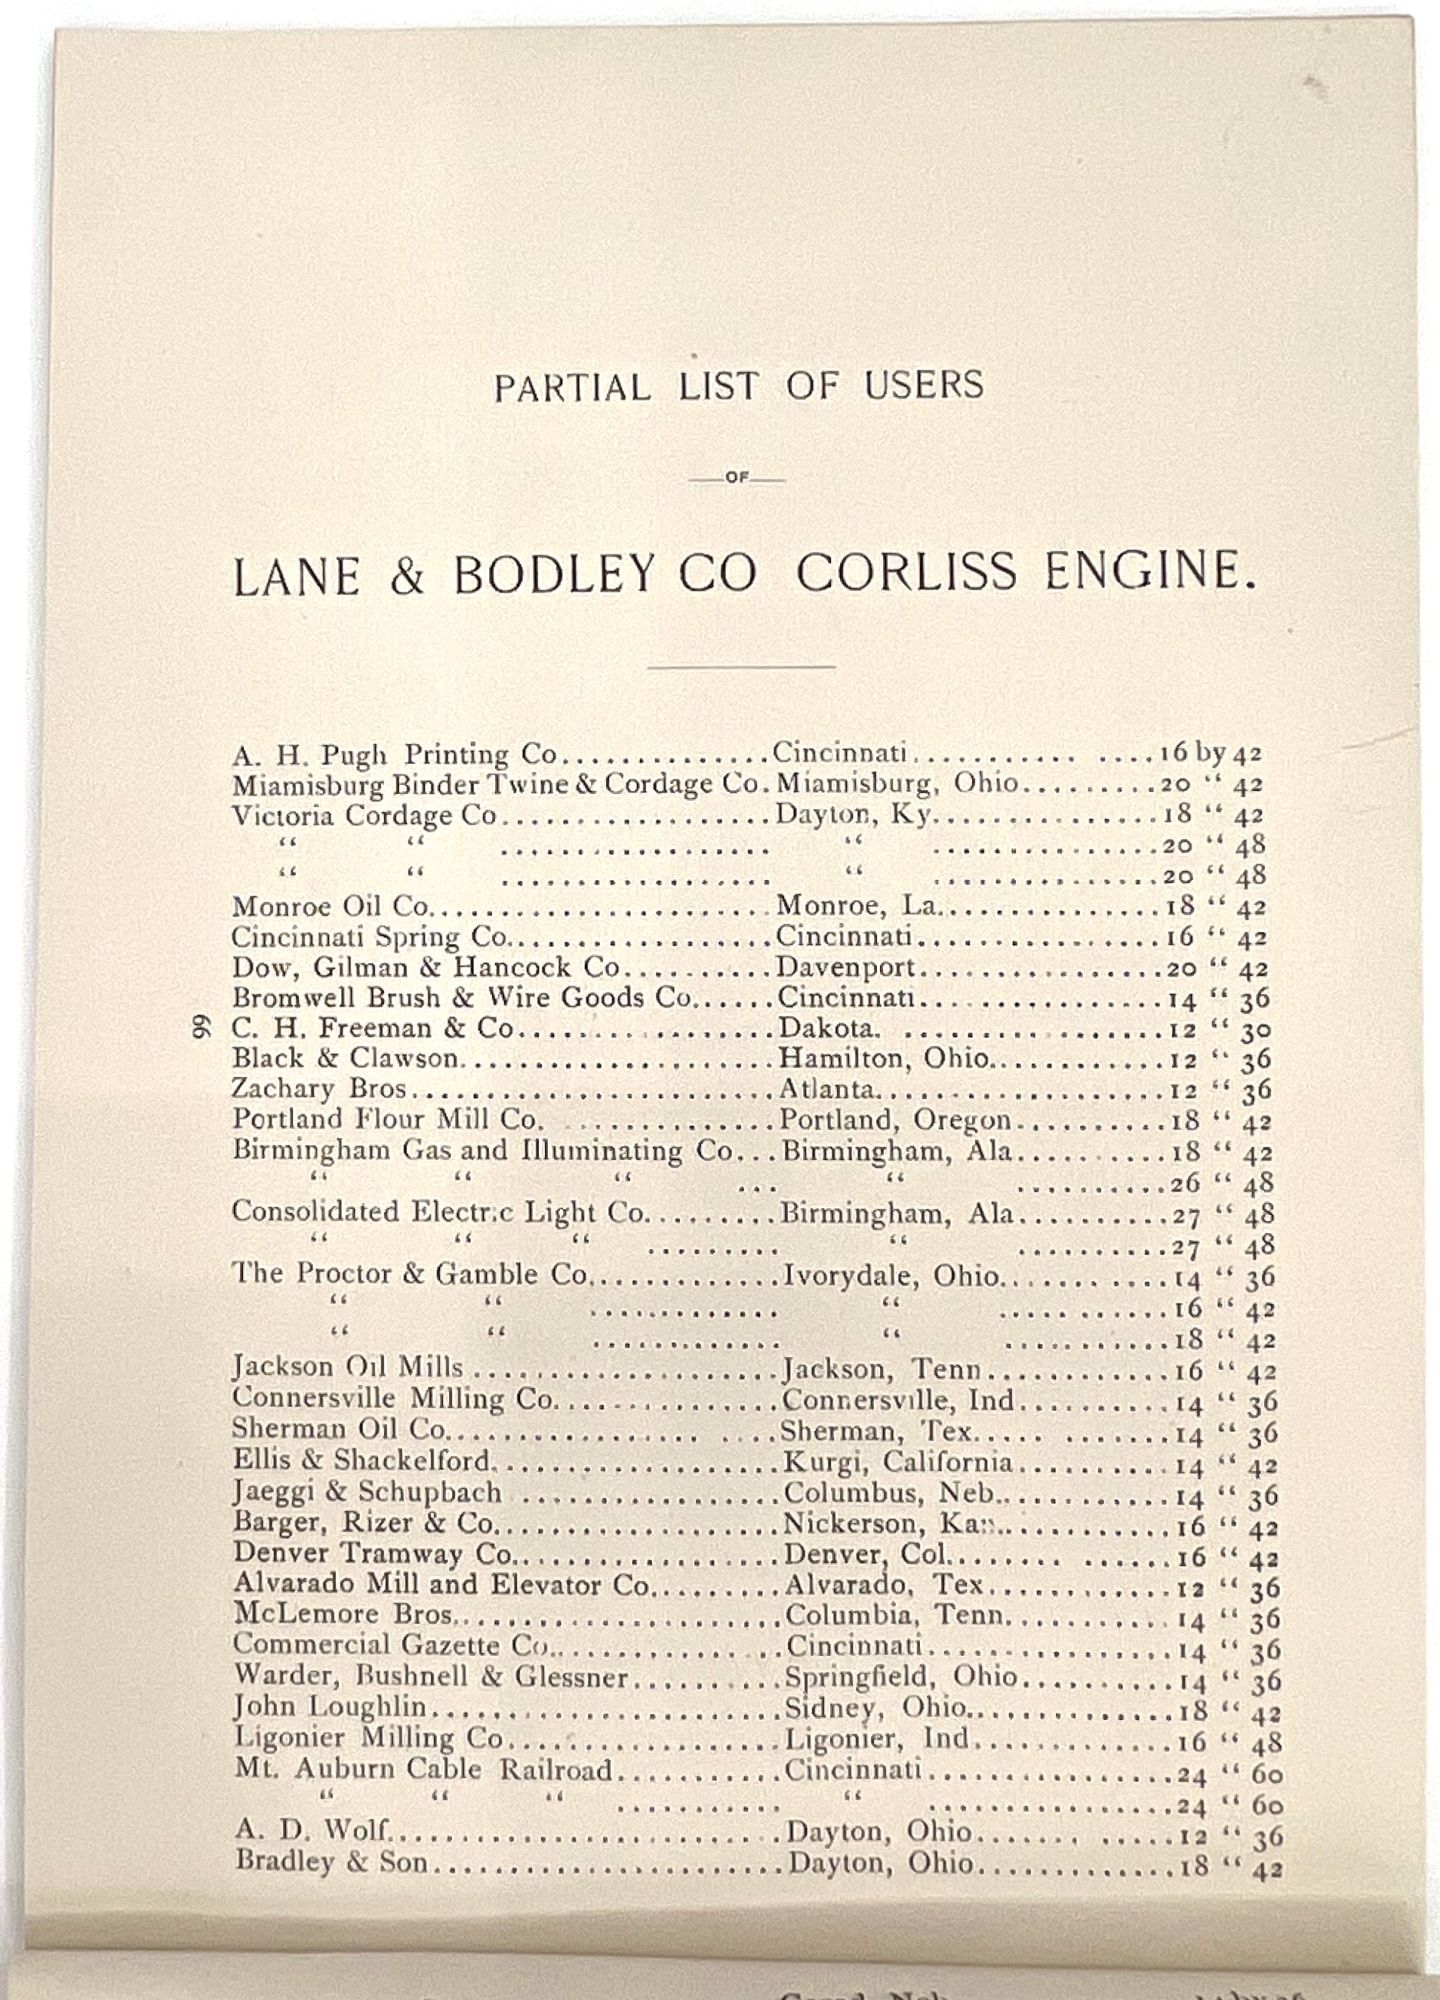 PARTIAL LIST OF USERS
OF
LANE & BODLEY CO CORLISS ENGINE.
A. H. Pugh Printing Co..............Cincinnati........... ....16 by 42
Miamisburg Binder Twine & Cordage Co. Miamisburg, Ohio.........20 “ 42
Victoria Cordage Co..................Dayton, Ky...............18 “ 42
“ “ .................. “ ...............20 “ 48
“ “ .................. “ ...............20 “ 48
Monroe Oil Co.......................Monroe, La...............18 “ 42
Cincinnati Spring Co..................Cincinnati................16 “ 42
Dow, Gilman & Hancock Co..........Davenport................20 “ 42
Bromwell Brush & Wire Goods Co......Cincinnati................14 “ 36
66
C. H. Freeman & Co.................Dakota. .................12 “ 30
Black & Clawson.....................Hamilton, Ohio............12 “ 36
Zachary Bros........................Atlanta...................12 “ 36
Portland Flour Mill Co. ..............Portland, Oregon..........18 “ 42
Birmingham Gas and Illuminating Co...Birmingham, Ala..........18 “ 42
“ “ “ ... “ ..........26 “ 48
Consolidated Electric Light Co.........Birmingham, Ala..........27 “ 48
“ “ “ ......... “ ..........27 “ 48
The Proctor & Gamble Co.............Ivorydale, Ohio....... ....14 “ 36
“ “ ............. “ ..... ......16 “ 42
“ “ ............. “ ...........18 “ 42
Jackson Oil Mills ....................Jackson, Tenn............16 “ 42
Connersville Milling Co...............Connersville, Ind..........14 “ 36
Sherman Oil Co................. ....Sherman, Tex..... .......14 “ 36
Ellis & Shackelford...................Kurgi, California..........14 “ 42
Jaeggi & Schupbach .................Columbus, Neb............14 “ 36
Barger, Rizer & Co...................Nickerson, Kan...........16 “ 42
Denver Tramway Co..................Denver, Col........ ......16 “ 42
Alvarado Mill and Elevator Co.........Alvarado, Tex............12 “ 36
McLemore Bros......................Columbia, Tenn...........14 “ 36
Commercial Gazette Co...............Cincinnati................14 “ 36
Warder, Bushnell & Glessner..........Springfield, Ohio..........14 “ 36
John Loughlin.......................Sidney, Ohio..............18 “ 42
Ligonier Milling Co..................Ligonier, Ind.............16 “ 48
Mt. Auburn Cable Railroad...........Cincinnati................24 “ 60
“ “ “ ........... “ ................24 “ 60
A. D. Wolf..........................Dayton, Ohio....... .....12 “ 36
Bradley & Son.......................Dayton, Ohio.............18 “ 42